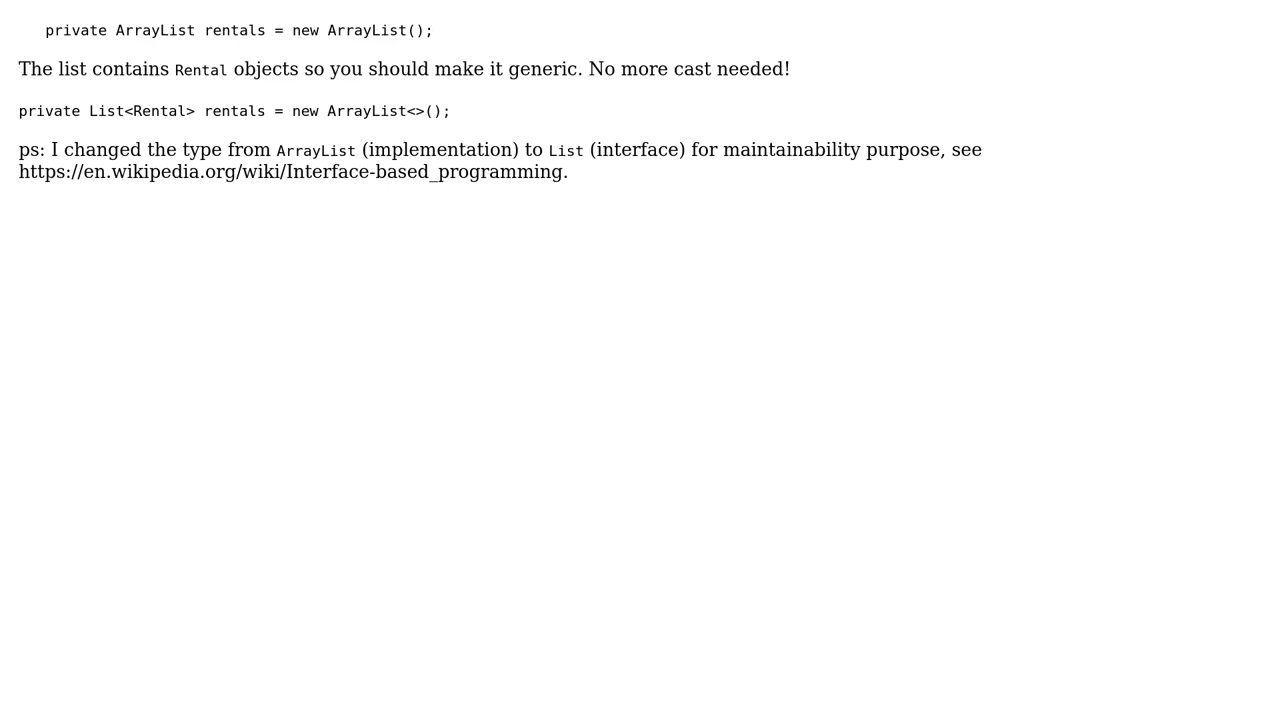 private ArrayList rentals = new ArrayList();
The list contains Rental objects so you should make it generic. No more cast needed!
private List<Rental> rentals = new ArrayList<>();
ps: I changed the type from ArrayList (implementation) to List (interface) for maintainability purpose, see
https://en.wikipedia.org/wiki/Interface-based_programming.